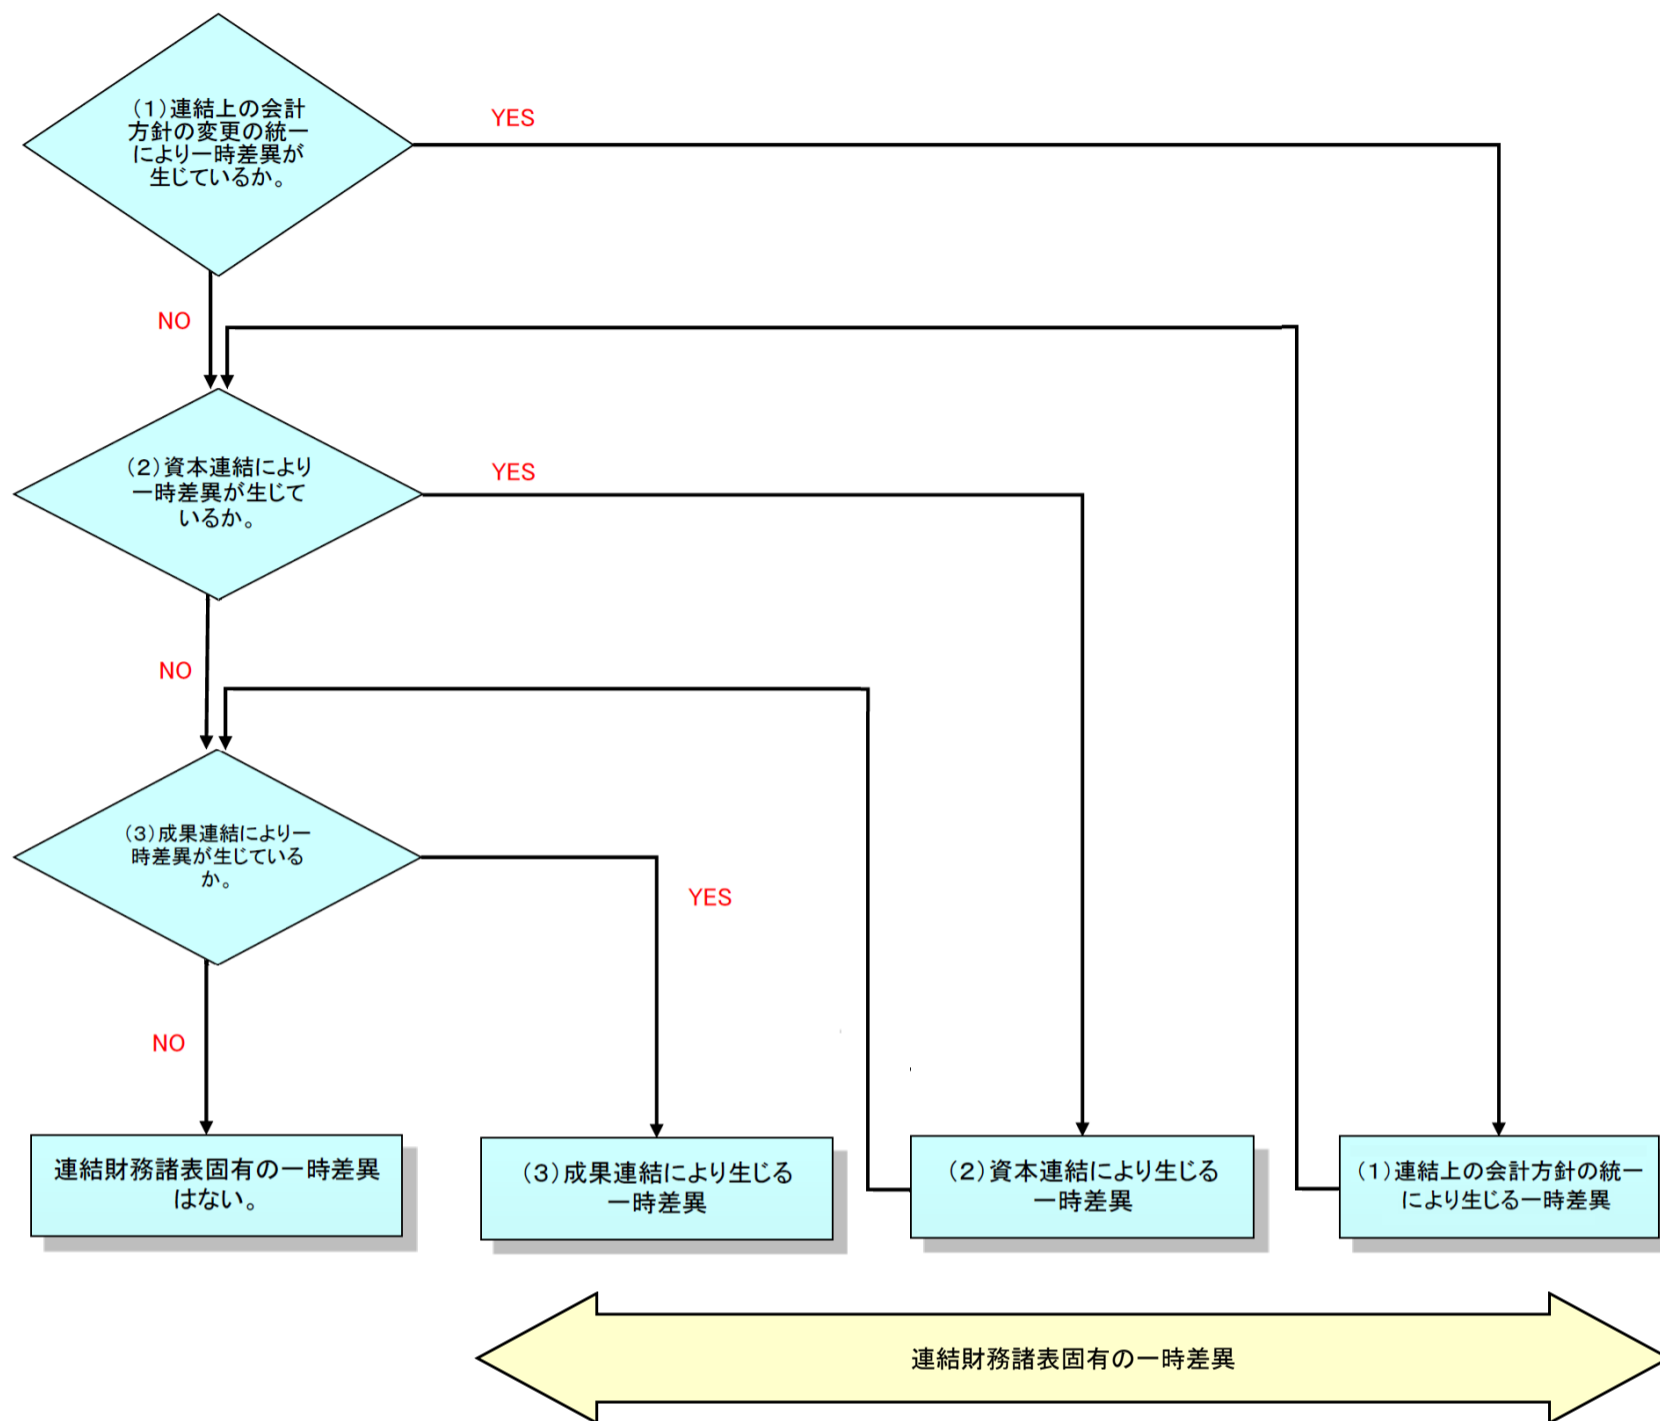 (1)連結上の会計
方針の変更の統一
により一時差異が
生じているか。
YES
NO
(2)資本連結により
一時差異が生じて
いるか。
YES
NO
(3)成果連結により一
時差異が生じている
か。
YES
NO
連結財務諸表固有の一時差異
はない。
(3)成果連結により生じる
一時差異
(2)資本連結により生じる
一時差異
(1)連結上の会計方針の統一
により生じる一時差異
連結財務諸表固有の一時差異